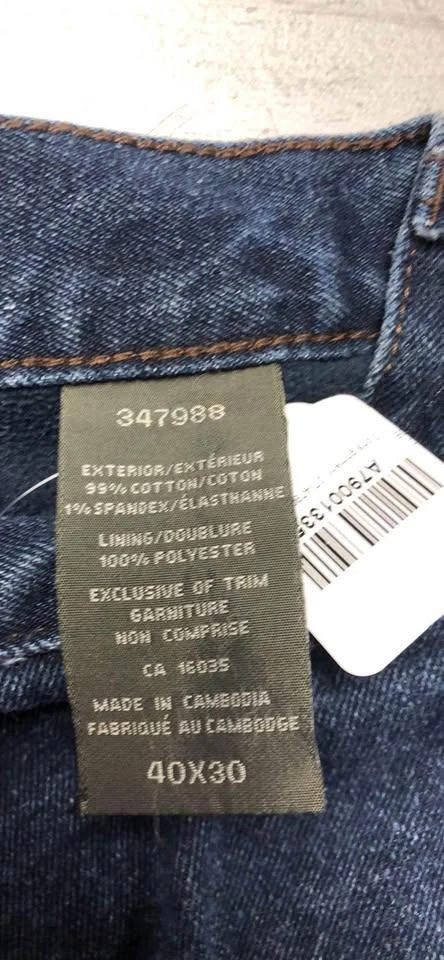 347988
EXTERIOR/EXTÉRIEUR
99% COTTON/COTON
1% SPANDEX/ÉLASTHANNE
LINING/DOUBLURE
100% POLYESTER
EXCLUSIVE OF TRIM
GARNITURE
NON COMPRISE
CA 16035
MADE IN CAMBODIA
FABRIQUÉ AU CAMBODGE
40X30
A79001335